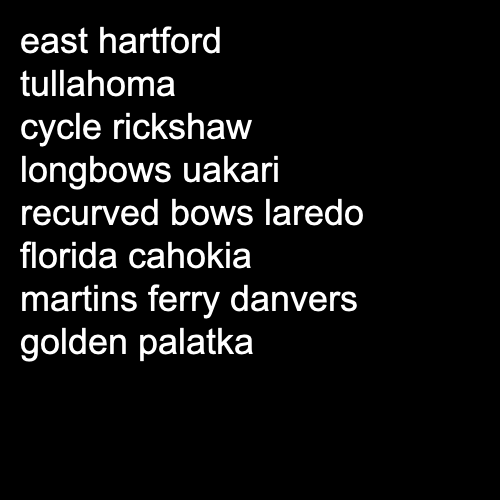 east hartford
tullahoma
cycle rickshaw
longbows uakari
recurved bows laredo
florida cahokia
martins ferry danvers
golden palatka